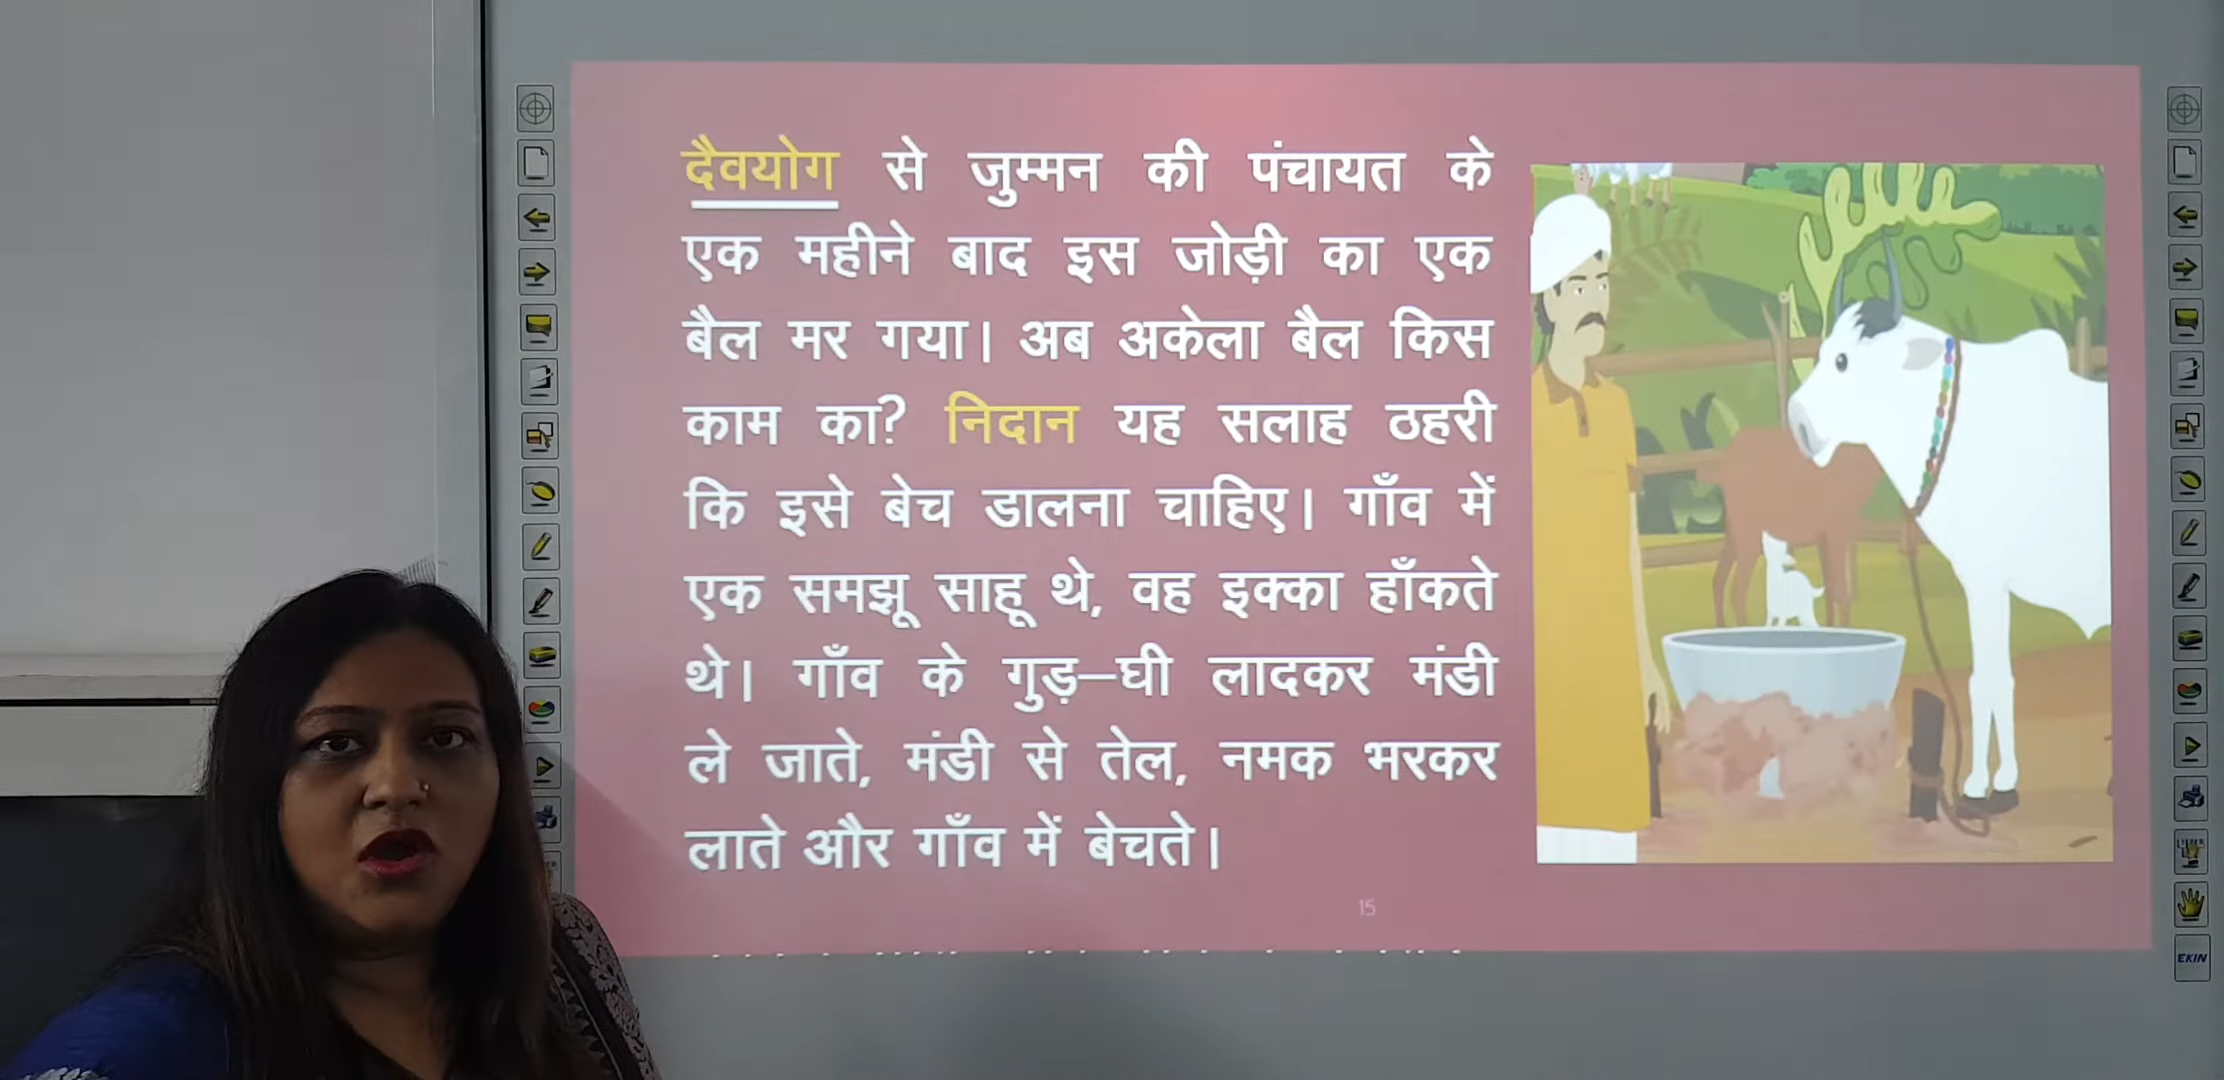 दैवयोग से जुम्मन की पंचायत के
एक महीने बाद इस जोड़ी का एक
बैल मर गया। अब अकेला बैल किस
काम का? निदान यह सलाह ठहरी
कि इसे बेच डालना चाहिए। गाँव में
एक समझू साहू थे, वह इक्का हाँकते
थे। गाँव के गुड़–घी लादकर मंडी
ले जाते, मंडी से तेल, नमक भरकर
लाते और गाँव में बेचते।
15
EKIN